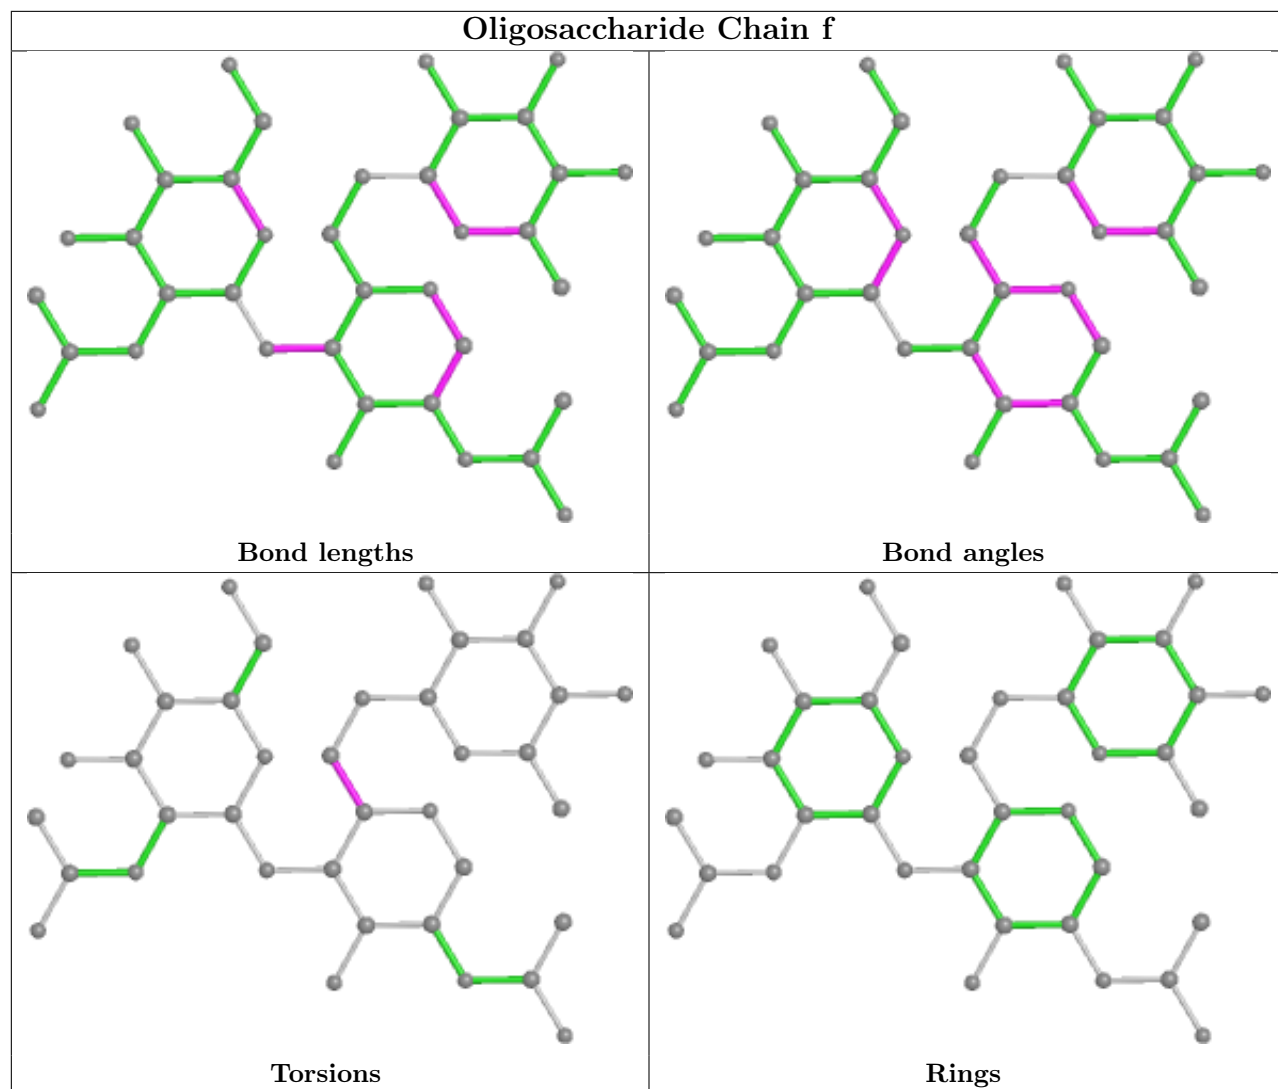 Oligosaccharide Chain f
Bond lengths
Bond angles
Torsions
Rings